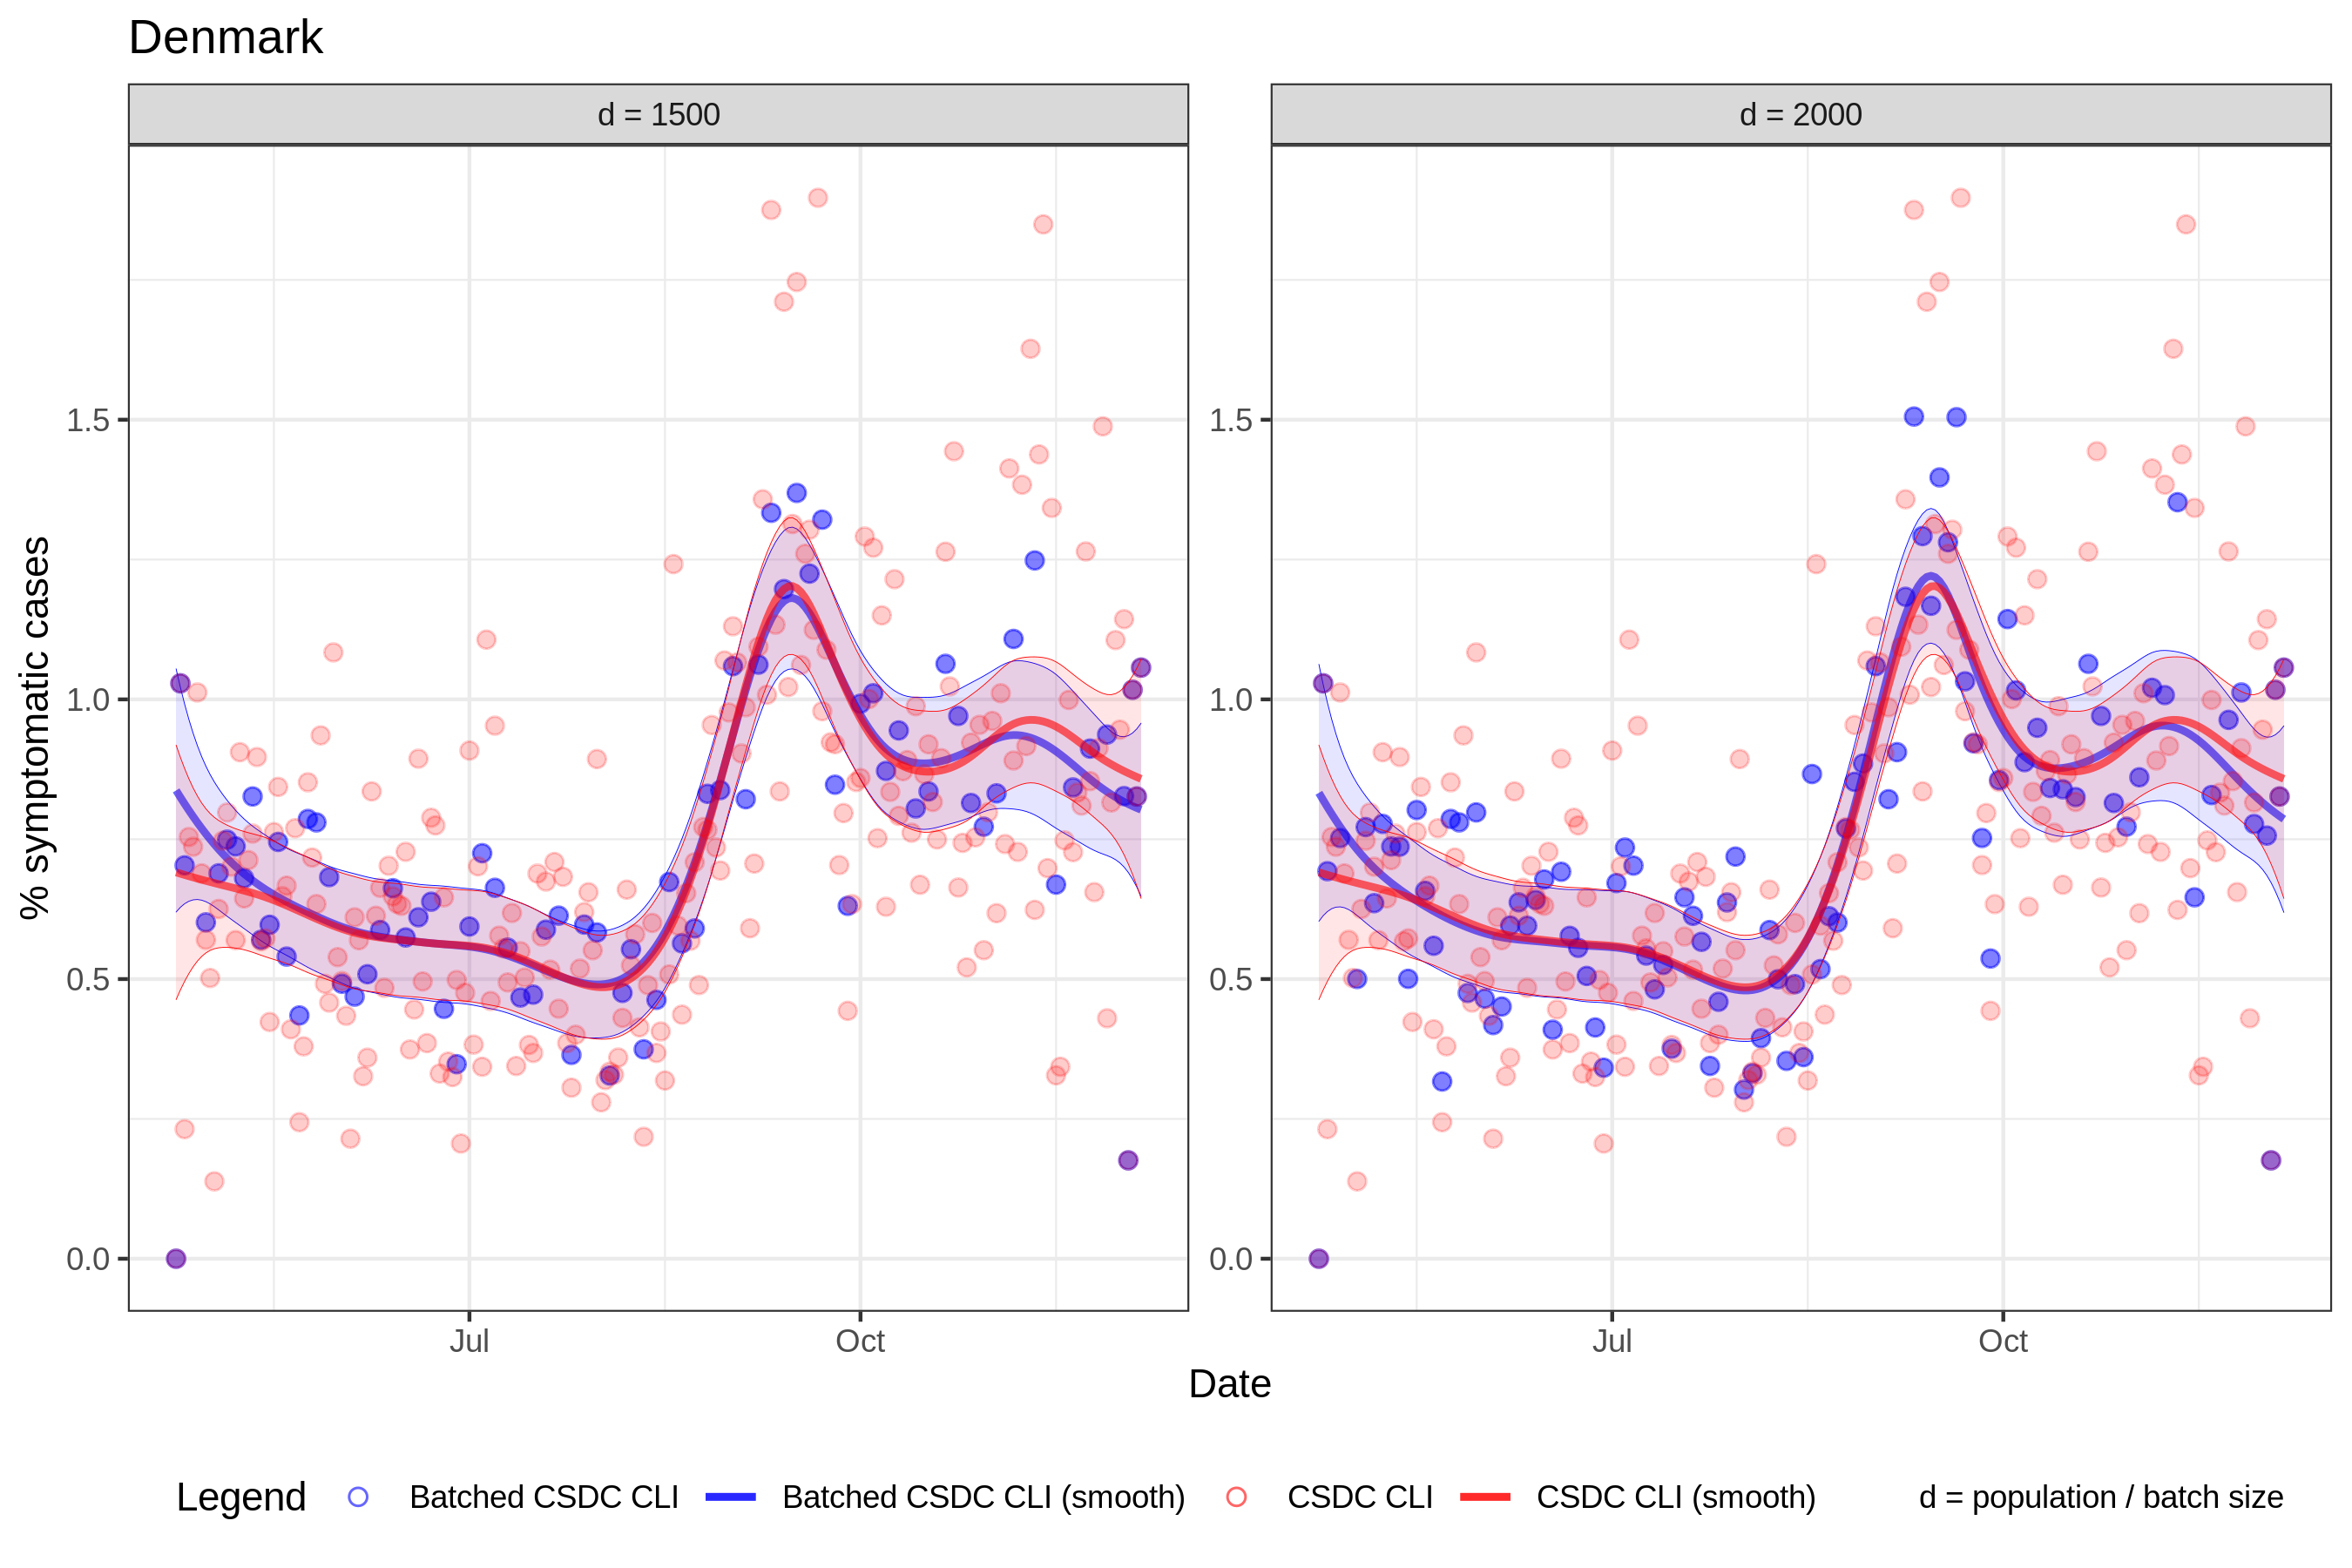 Denmark
d = 1500
d = 2000
% symptomatic cases
1.5
1.0
0.5
0.0
1.5
1.0
0.5
0.0
Jul
Oct
Jul
Oct
Date
Legend
Batched CSDC CLI
Batched CSDC CLI (smooth)
CSDC CLI
CSDC CLI (smooth)
d = population / batch size